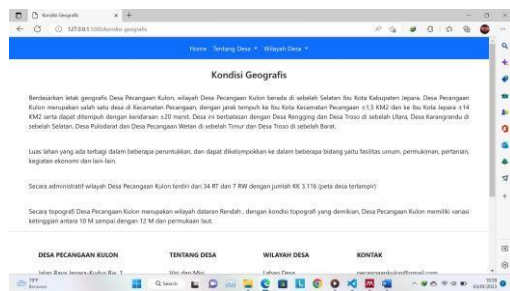 Kondisi Geografis
127.0.0.1:5000/kondisi-geografis
Home Tentang Desa Wilayah Desa
Kondisi Geografis
Berdasarkan letak geografis Desa Pecangaan Kulon, wilayah Desa Pecangaan Kulon berada di sebelah Selatan Ibu Kota Kabupaten Jepara. Desa Pecangaan
Kulon merupakan salah satu desa di Kecamatan Pecangaan, dengan jarak tempuh ke Ibu Kota Kecamatan Pecangaan ±1,5 KM2 dan ke Ibu Kota Jepara ±14
KM2 serta dapat ditempuh dengan kendaraan ±20 menit. Desa ini berbatasan dengan Desa Rengging dan Desa Troso di sebelah Utara, Desa Karangrandu di
sebelah Selatan, Desa Pulodarat dan Desa Pecangaan Wetan di sebelah Timur dan Desa Troso di sebelah Barat.
Luas lahan yang ada terbagi dalam beberapa peruntukkan, dan dapat dikelompokkan ke dalam beberapa bidang yaitu fasilitas umum, permukiman, pertanian,
kegiatan ekonomi dan lain-lain.
Secara administratif wilayah Desa Pecangaan Kulon terdiri dari 34 RT dan 7 RW dengan jumlah KK 3.116 (peta desa terlampir)
Secara topografi Desa Pecangaan Kulon merupakan wilayah dataran Rendah , dengan kondisi topografi yang demikian, Desa Pecangaan Kulon memiliki variasi
ketinggian antara 10 M sampai dengan 12 M dari permukaan laut.
DESA PECANGAAN KULON TENTANG DESA WILAYAH DESA KONTAK
Jalan Raya Jepara-Kudus Rw. 1 Visi dan Misi Lahan Desa pecangaankulon@gmail.com
Search